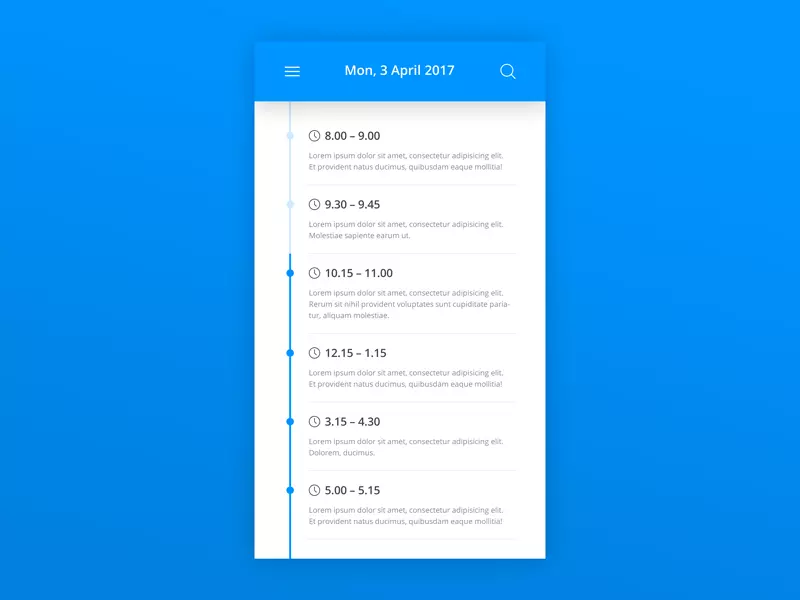 Mon, 3 April 2017
8.00 – 9.00
Lorem ipsum dolor sit amet, consectetur adipisicing elit.
Et provident natus ducimus, quibusdam eaque mollitia!
9.30 – 9.45
Lorem ipsum dolor sit amet, consectetur adipisicing elit.
Molestiae sapiente earum ut.
10.15 – 11.00
Lorem ipsum dolor sit amet, consectetur adipisicing elit.
Rerum sit nihil provident voluptates sunt cupiditate paria-
tur, aliquam molestiae.
12.15 – 1.15
Lorem ipsum dolor sit amet, consectetur adipisicing elit.
Et provident natus ducimus, quibusdam eaque mollitia!
3.15 – 4.30
Lorem ipsum dolor sit amet, consectetur adipisicing elit.
Dolorem, ducimus.
5.00 – 5.15
Lorem ipsum dolor sit amet, consectetur adipisicing elit.
Et provident natus ducimus, quibusdam eaque mollitia!